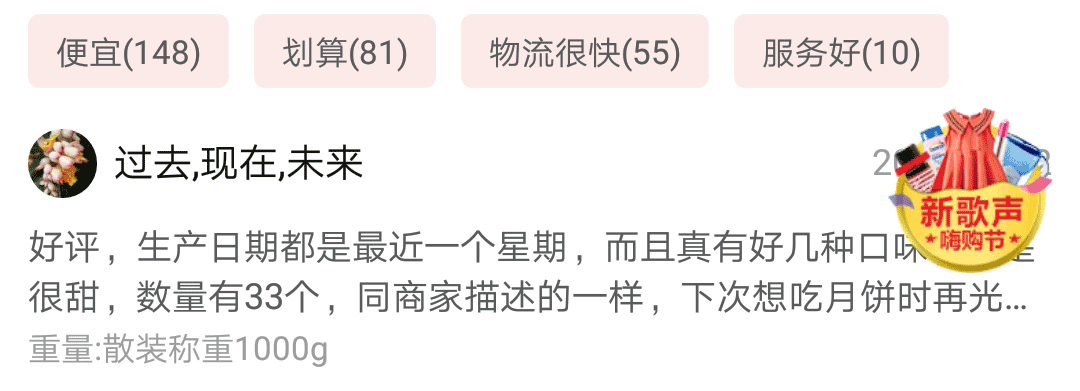 便宜(148) 划算(81) 物流很快(55) 服务好(10)
过去,现在,未来
新歌声
嗨购节
好评，生产日期都是最近一个星期，而且真有好几种口味
很甜，数量有33个，同商家描述的一样，下次想吃月饼时再光...
重量:散装称重1000g